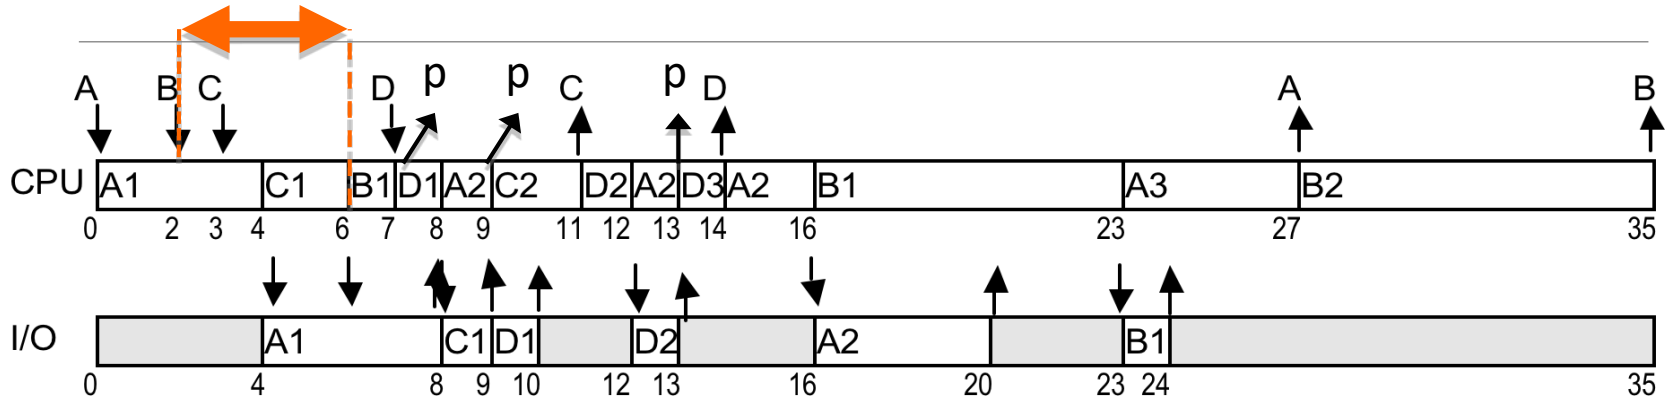 A B C D p p C p D A B
CPU A1 C1 B1 D1 A2 C2 D2 A2 D3 A2 B1 A3 B2
0 2 3 4 6 7 8 9 11 12 13 14 16 23 27 35
I/O A1 C1 D1 D2 A2 B1
0 4 8 9 10 12 13 16 20 23 24 35